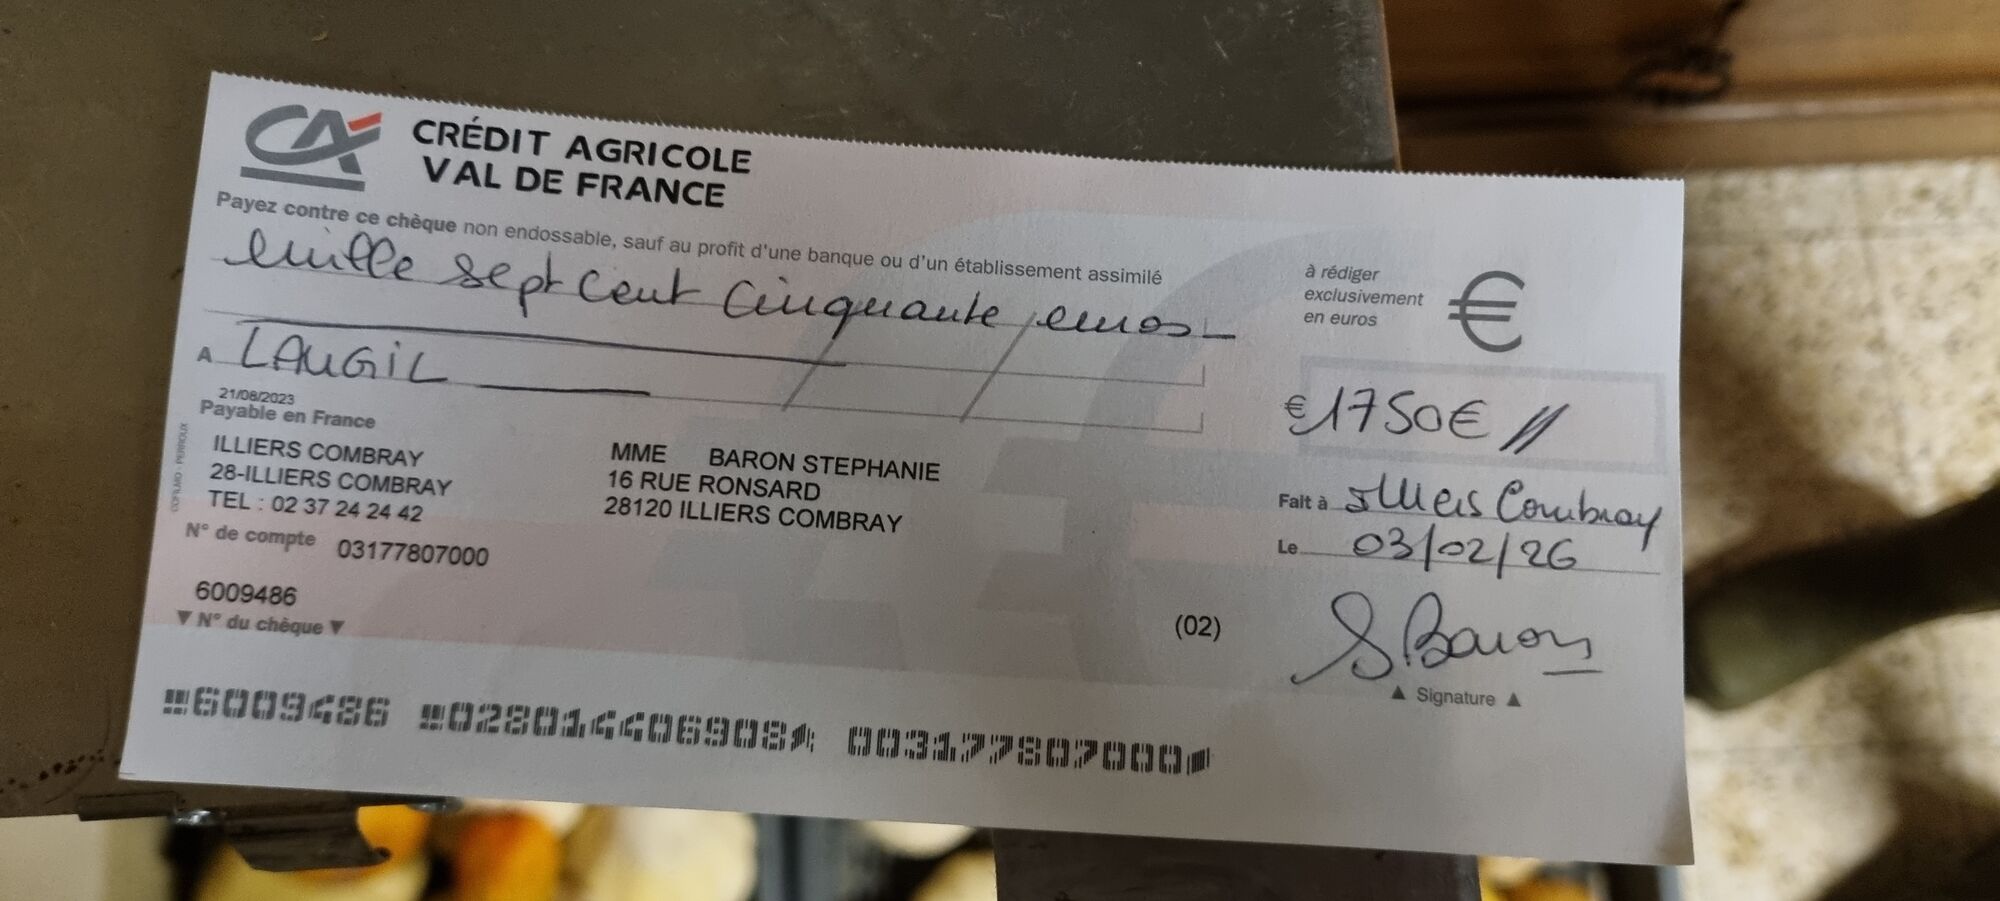 CA CRÉDIT AGRICOLE
VAL DE FRANCE
Payez contre ce chèque non endossable, sauf au profit d'une banque ou d'un établissement assimilé
mille sept cent cinquante euros
à rédiger
exclusivement
en euros
€
A LAUGIL
€ 1750€ //
21/08/2023
Payable en France
ILLIERS COMBRAY
28-ILLIERS COMBRAY
TEL : 02 37 24 24 42
MME BARON STEPHANIE
16 RUE RONSARD
28120 ILLIERS COMBRAY
Fait à Illiers Combray
Le 03/02/26
N° de compte 03177807000
6009486
▼ N° du chèque ▼
(02)
S Baron
▲ Signature ▲
COFILMO - PERROUX
⑈6009486 ⑈028014406908⑆ 003177807000⑈